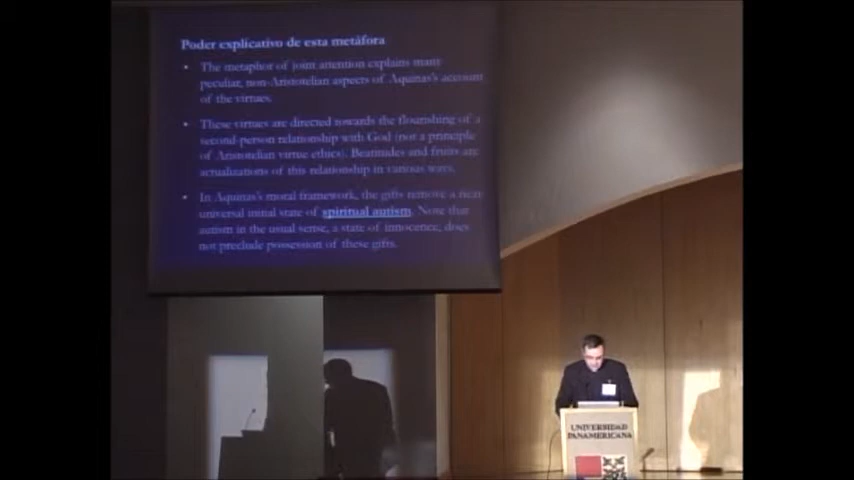 Poder explicativo de esta metáfora
• The metaphor of joint attention explains many
peculiar, non-Aristotelian aspects of Aquinas's account
of the virtues.
• These virtues are directed towards the flourishing of a
second-person relationship with God (not a principle
of Aristotelian virtue ethics). Beatitudes and fruits are
actualizations of this relationship in various ways.
• In Aquinas's moral framework, the gifts remove a near
universal initial state of spiritual autism. Note that
autism in the usual sense, a state of innocence, does
not preclude possession of these gifts.
UNIVERSIDAD
PANAMERICANA